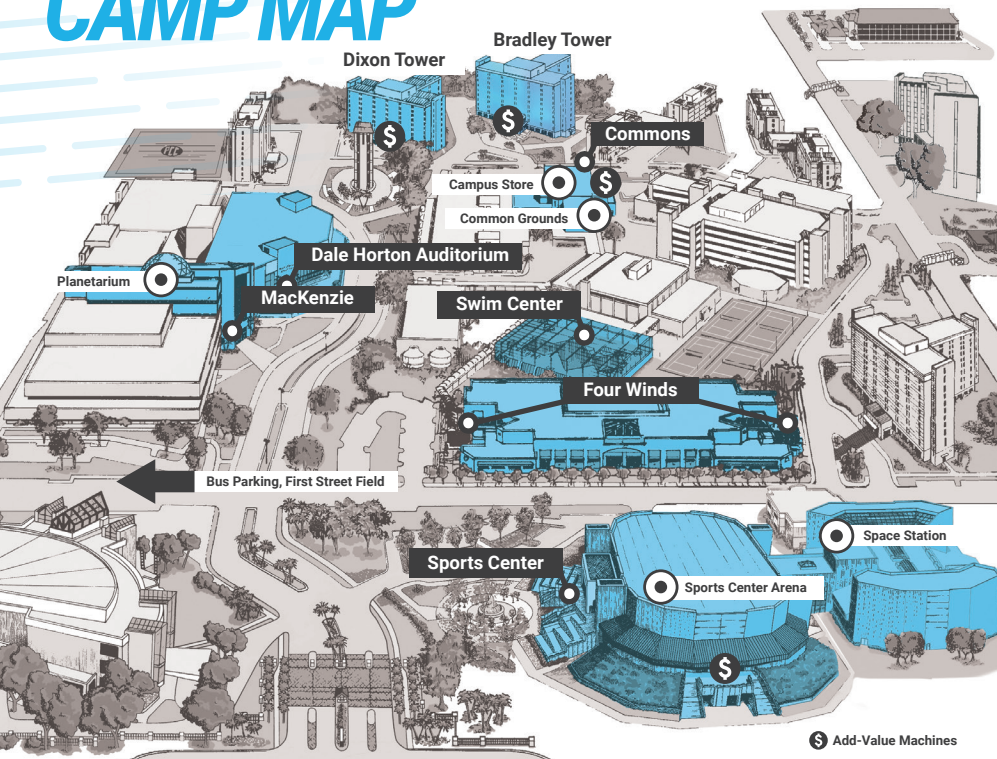 CAMP MAP
Bradley Tower
Dixon Tower
$
$
Commons
PCC
Campus Store
$
Common Grounds
Dale Horton Auditorium
Planetarium
MacKenzie
Swim Center
Four Winds
Bus Parking, First Street Field
Space Station
Sports Center
Sports Center Arena
$
$ Add-Value Machines